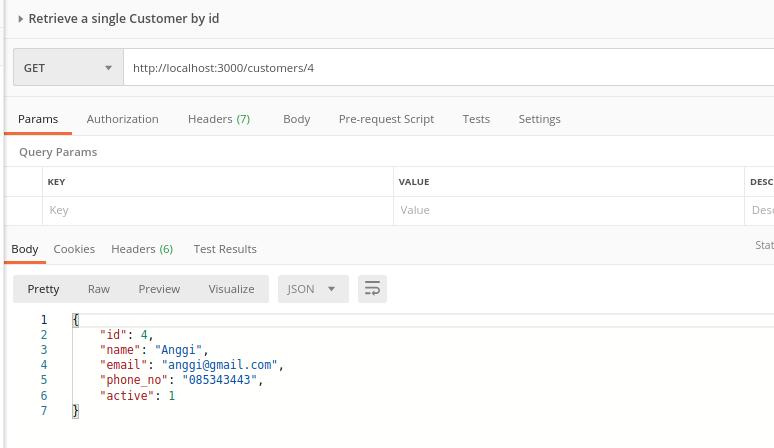 Retrieve a single Customer by id
GET http://localhost:3000/customers/4
Params Authorization Headers (7) Body Pre-request Script Tests Settings
Query Params
KEY VALUE DESC
Key Value Desc
Body Cookies Headers (6) Test Results Stat
Pretty Raw Preview Visualize JSON
1 {
2 "id": 4,
3 "name": "Anggi",
4 "email": "anggi@gmail.com",
5 "phone_no": "085343443",
6 "active": 1
7 }